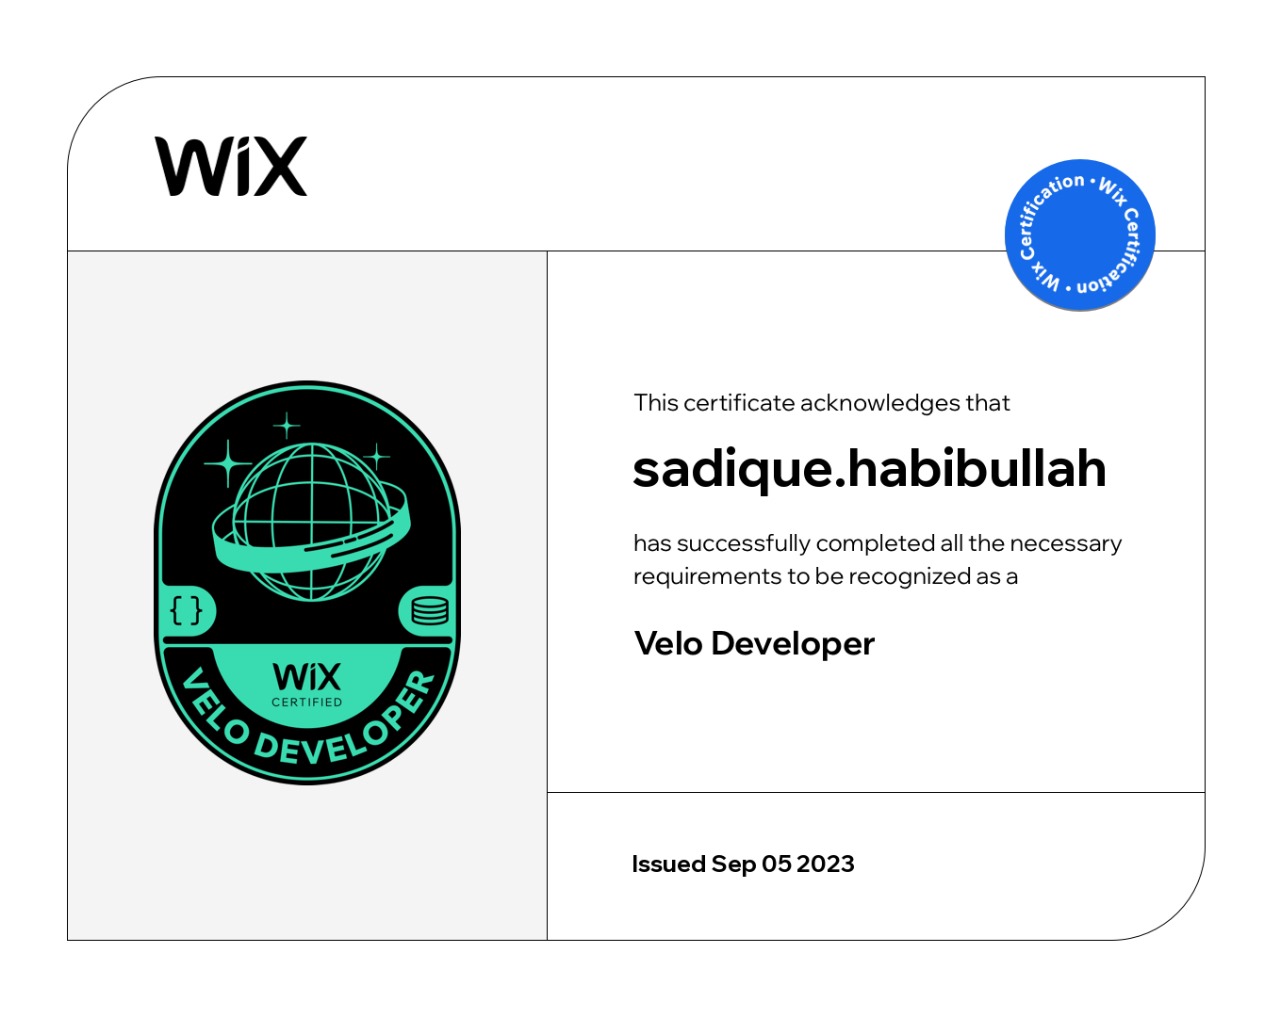 WiX
Wix Certification • Wix Certification •
This certificate acknowledges that
sadique.habibullah
has successfully completed all the necessary
requirements to be recognized as a
Velo Developer
{ }
WiX
CERTIFIED
VELO DEVELOPER
Issued Sep 05 2023